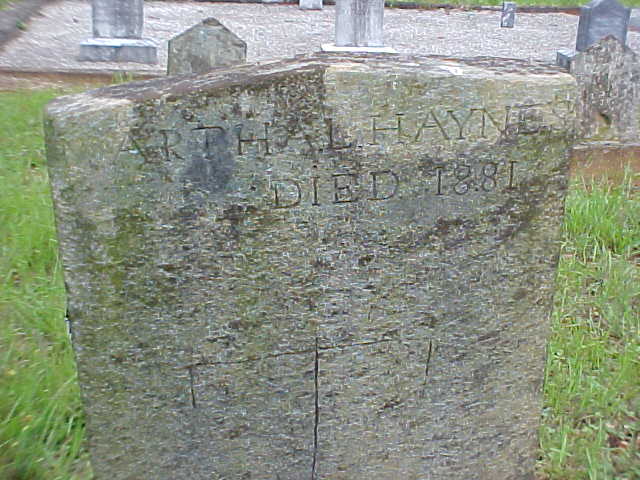 ARTHA L. HAYNES
DiED 1881